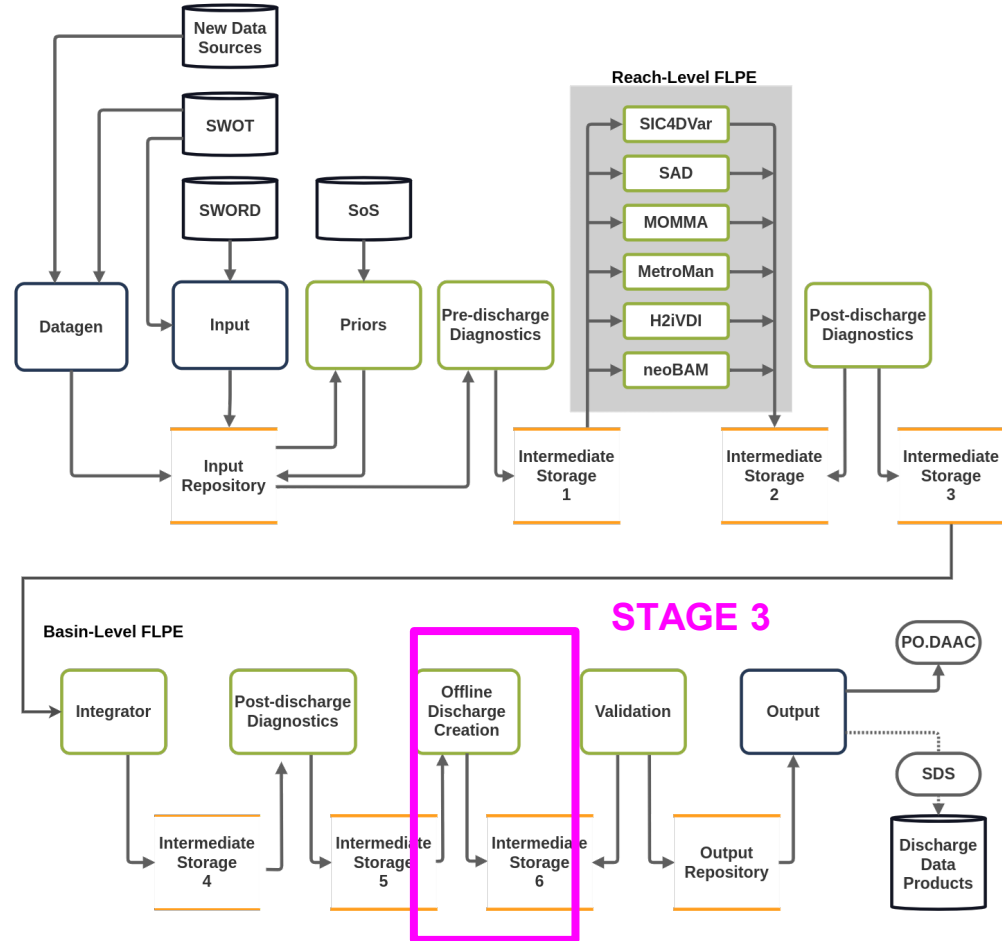 New Data
Sources
SWOT
SWORD
SoS
Reach-Level FLPE
SIC4DVar
SAD
MOMMA
MetroMan
H2iVDI
neoBAM
Datagen
Input
Priors
Pre-discharge
Diagnostics
Post-discharge
Diagnostics
Input
Repository
Intermediate
Storage
1
Intermediate
Storage
2
Intermediate
Storage
3
STAGE 3
Basin-Level FLPE
PO.DAAC
Integrator
Post-discharge
Diagnostics
Offline
Discharge
Creation
Validation
Output
SDS
Intermediate
Storage
4
Intermediate
Storage
5
Intermediate
Storage
6
Output
Repository
Discharge
Data
Products